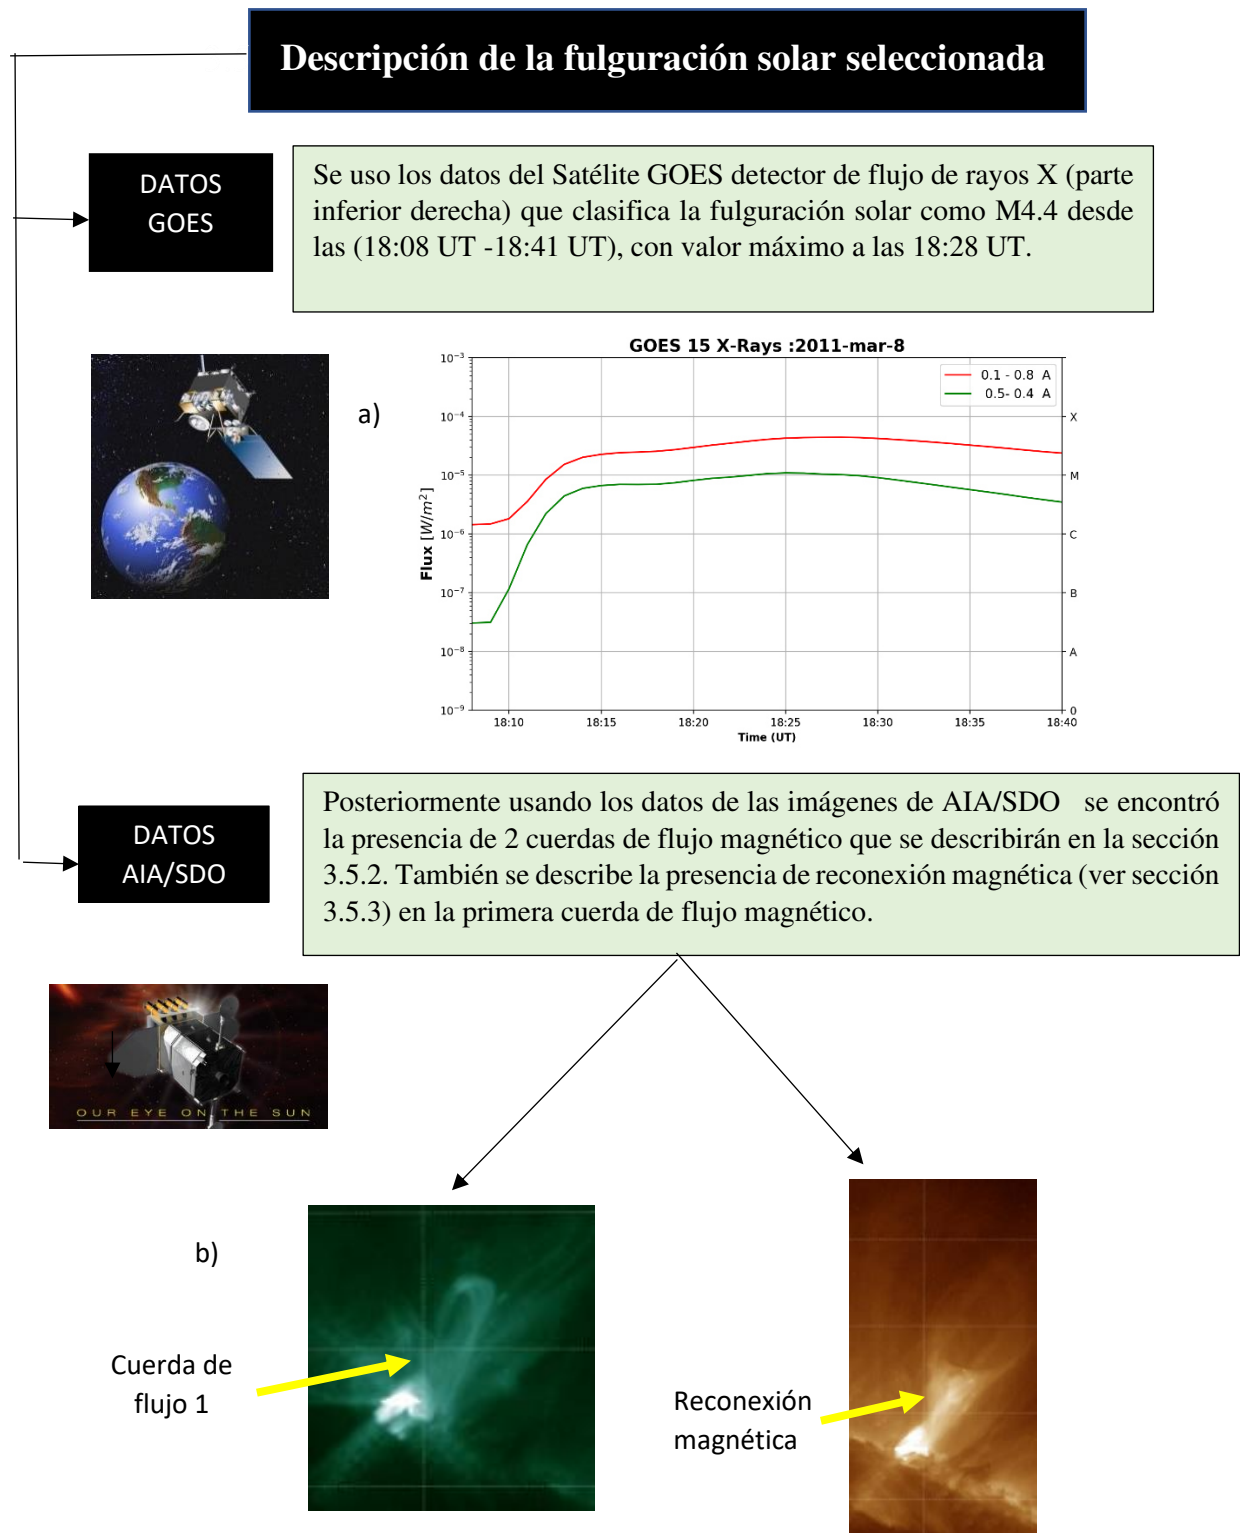 Descripción de la fulguración solar seleccionada
DATOS
GOES
Se uso los datos del Satélite GOES detector de flujo de rayos X (parte
inferior derecha) que clasifica la fulguración solar como M4.4 desde
las (18:08 UT -18:41 UT), con valor máximo a las 18:28 UT.
a)
GOES 15 X-Rays :2011-mar-8
0.1 - 0.8 A
0.5- 0.4 A
Flux [W/m²]
10⁻³
10⁻⁴
10⁻⁵
10⁻⁶
10⁻⁷
10⁻⁸
10⁻⁹
X
M
C
B
A
0
18:10 18:15 18:20 18:25 18:30 18:35 18:40
Time (UT)
DATOS
AIA/SDO
Posteriormente usando los datos de las imágenes de AIA/SDO se encontró
la presencia de 2 cuerdas de flujo magnético que se describirán en la sección
3.5.2. También se describe la presencia de reconexión magnética (ver sección
3.5.3) en la primera cuerda de flujo magnético.
OUR EYE ON THE SUN
b)
Cuerda de
flujo 1
Reconexión
magnética